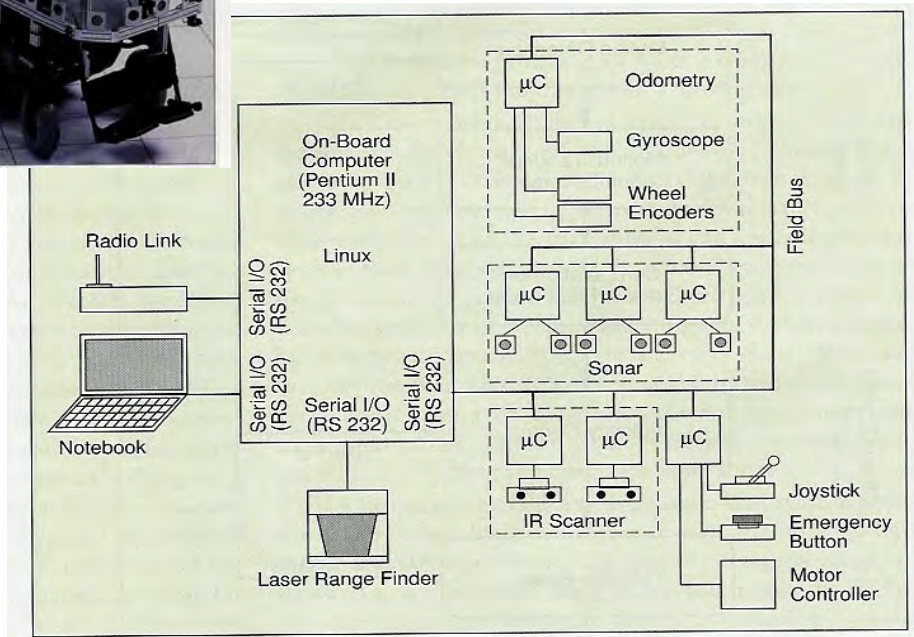 On-Board
Computer
(Pentium II
233 MHz)
Linux
Radio Link
Serial I/O
(RS 232)
Notebook
Serial I/O
(RS 232)
Serial I/O
(RS 232)
Serial I/O
(RS 232)
Laser Range Finder
µC
Odometry
Gyroscope
Wheel
Encoders
Field Bus
µC
µC
µC
Sonar
µC
µC
IR Scanner
µC
Joystick
Emergency
Button
Motor
Controller